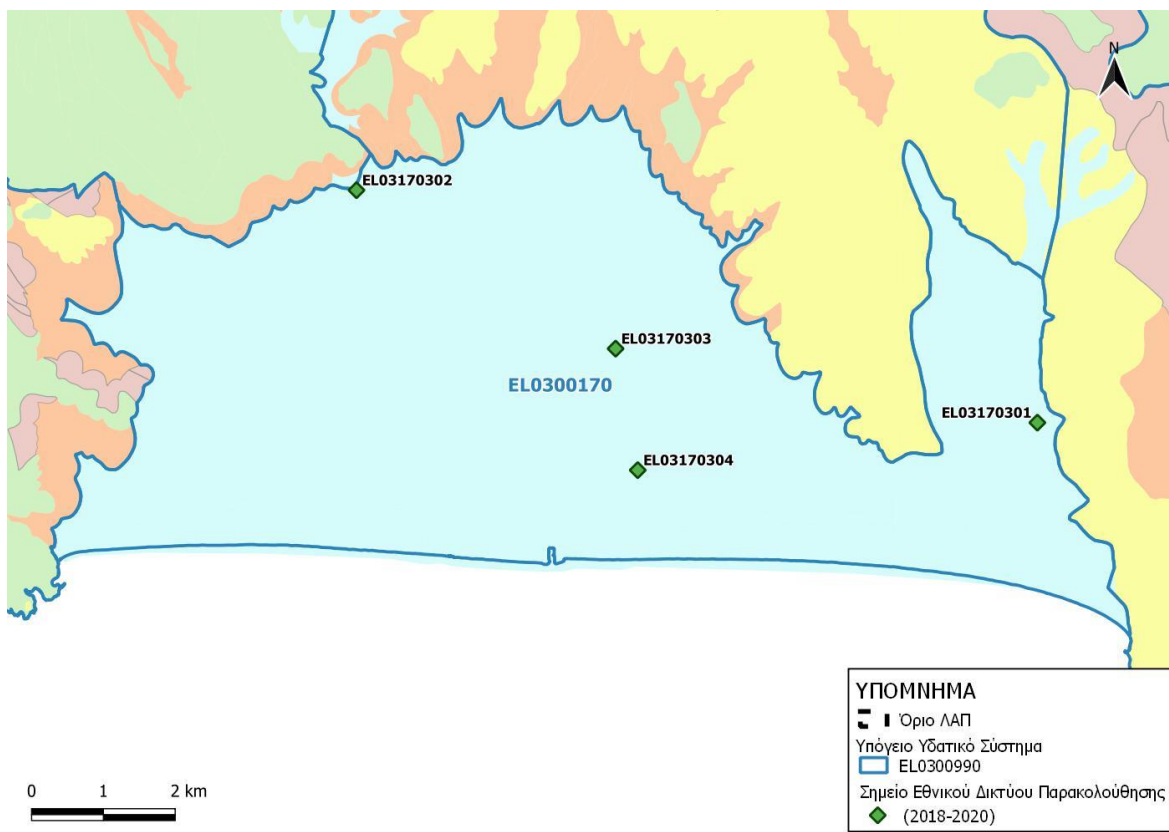 N
EL03170302
EL03170303
EL0300170
EL03170301
EL03170304
ΥΠΟΜΝΗΜΑ
Όριο ΛΑΠ
Υπόγειο Υδατικό Σύστημα
EL0300990
Σημείο Εθνικού Δικτύου Παρακολούθησης
(2018-2020)
0 1 2 km